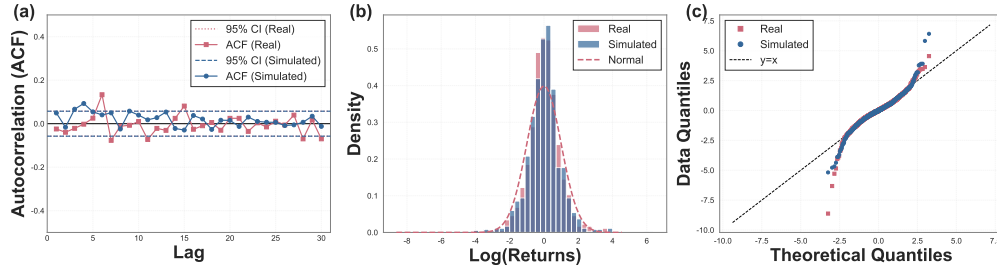 (a)
Autocorrelation (ACF)
0.4
0.2
0.0
-0.2
-0.4
95% CI (Real)
ACF (Real)
95% CI (Simulated)
ACF (Simulated)
0 5 10 15 20 25 30
Lag
(b)
Density
0.5
0.4
0.3
0.2
0.1
0.0
Real
Simulated
Normal
-8 -6 -4 -2 0 2 4 6
Log(Returns)
(c)
Data Quantiles
7.5
5.0
2.5
0.0
-2.5
-5.0
-7.5
-10.0
Real
Simulated
y=x
-10.0 -7.5 -5.0 -2.5 0.0 2.5 5.0 7.5
Theoretical Quantiles